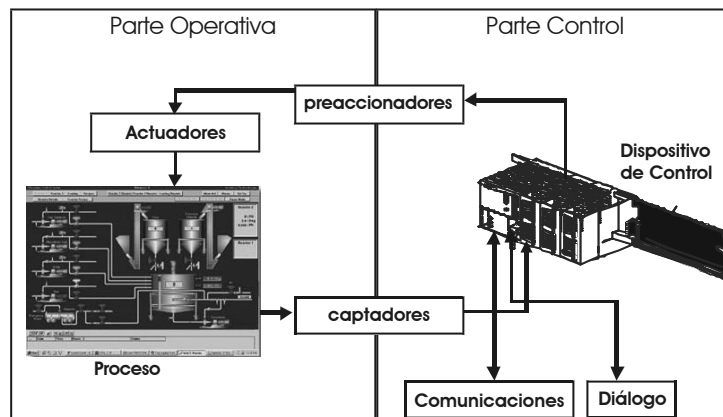 Parte Operativa
Parte Control
preaccionadores
Actuadores
Dispositivo
de Control
captadores
Proceso
Comunicaciones
Diálogo